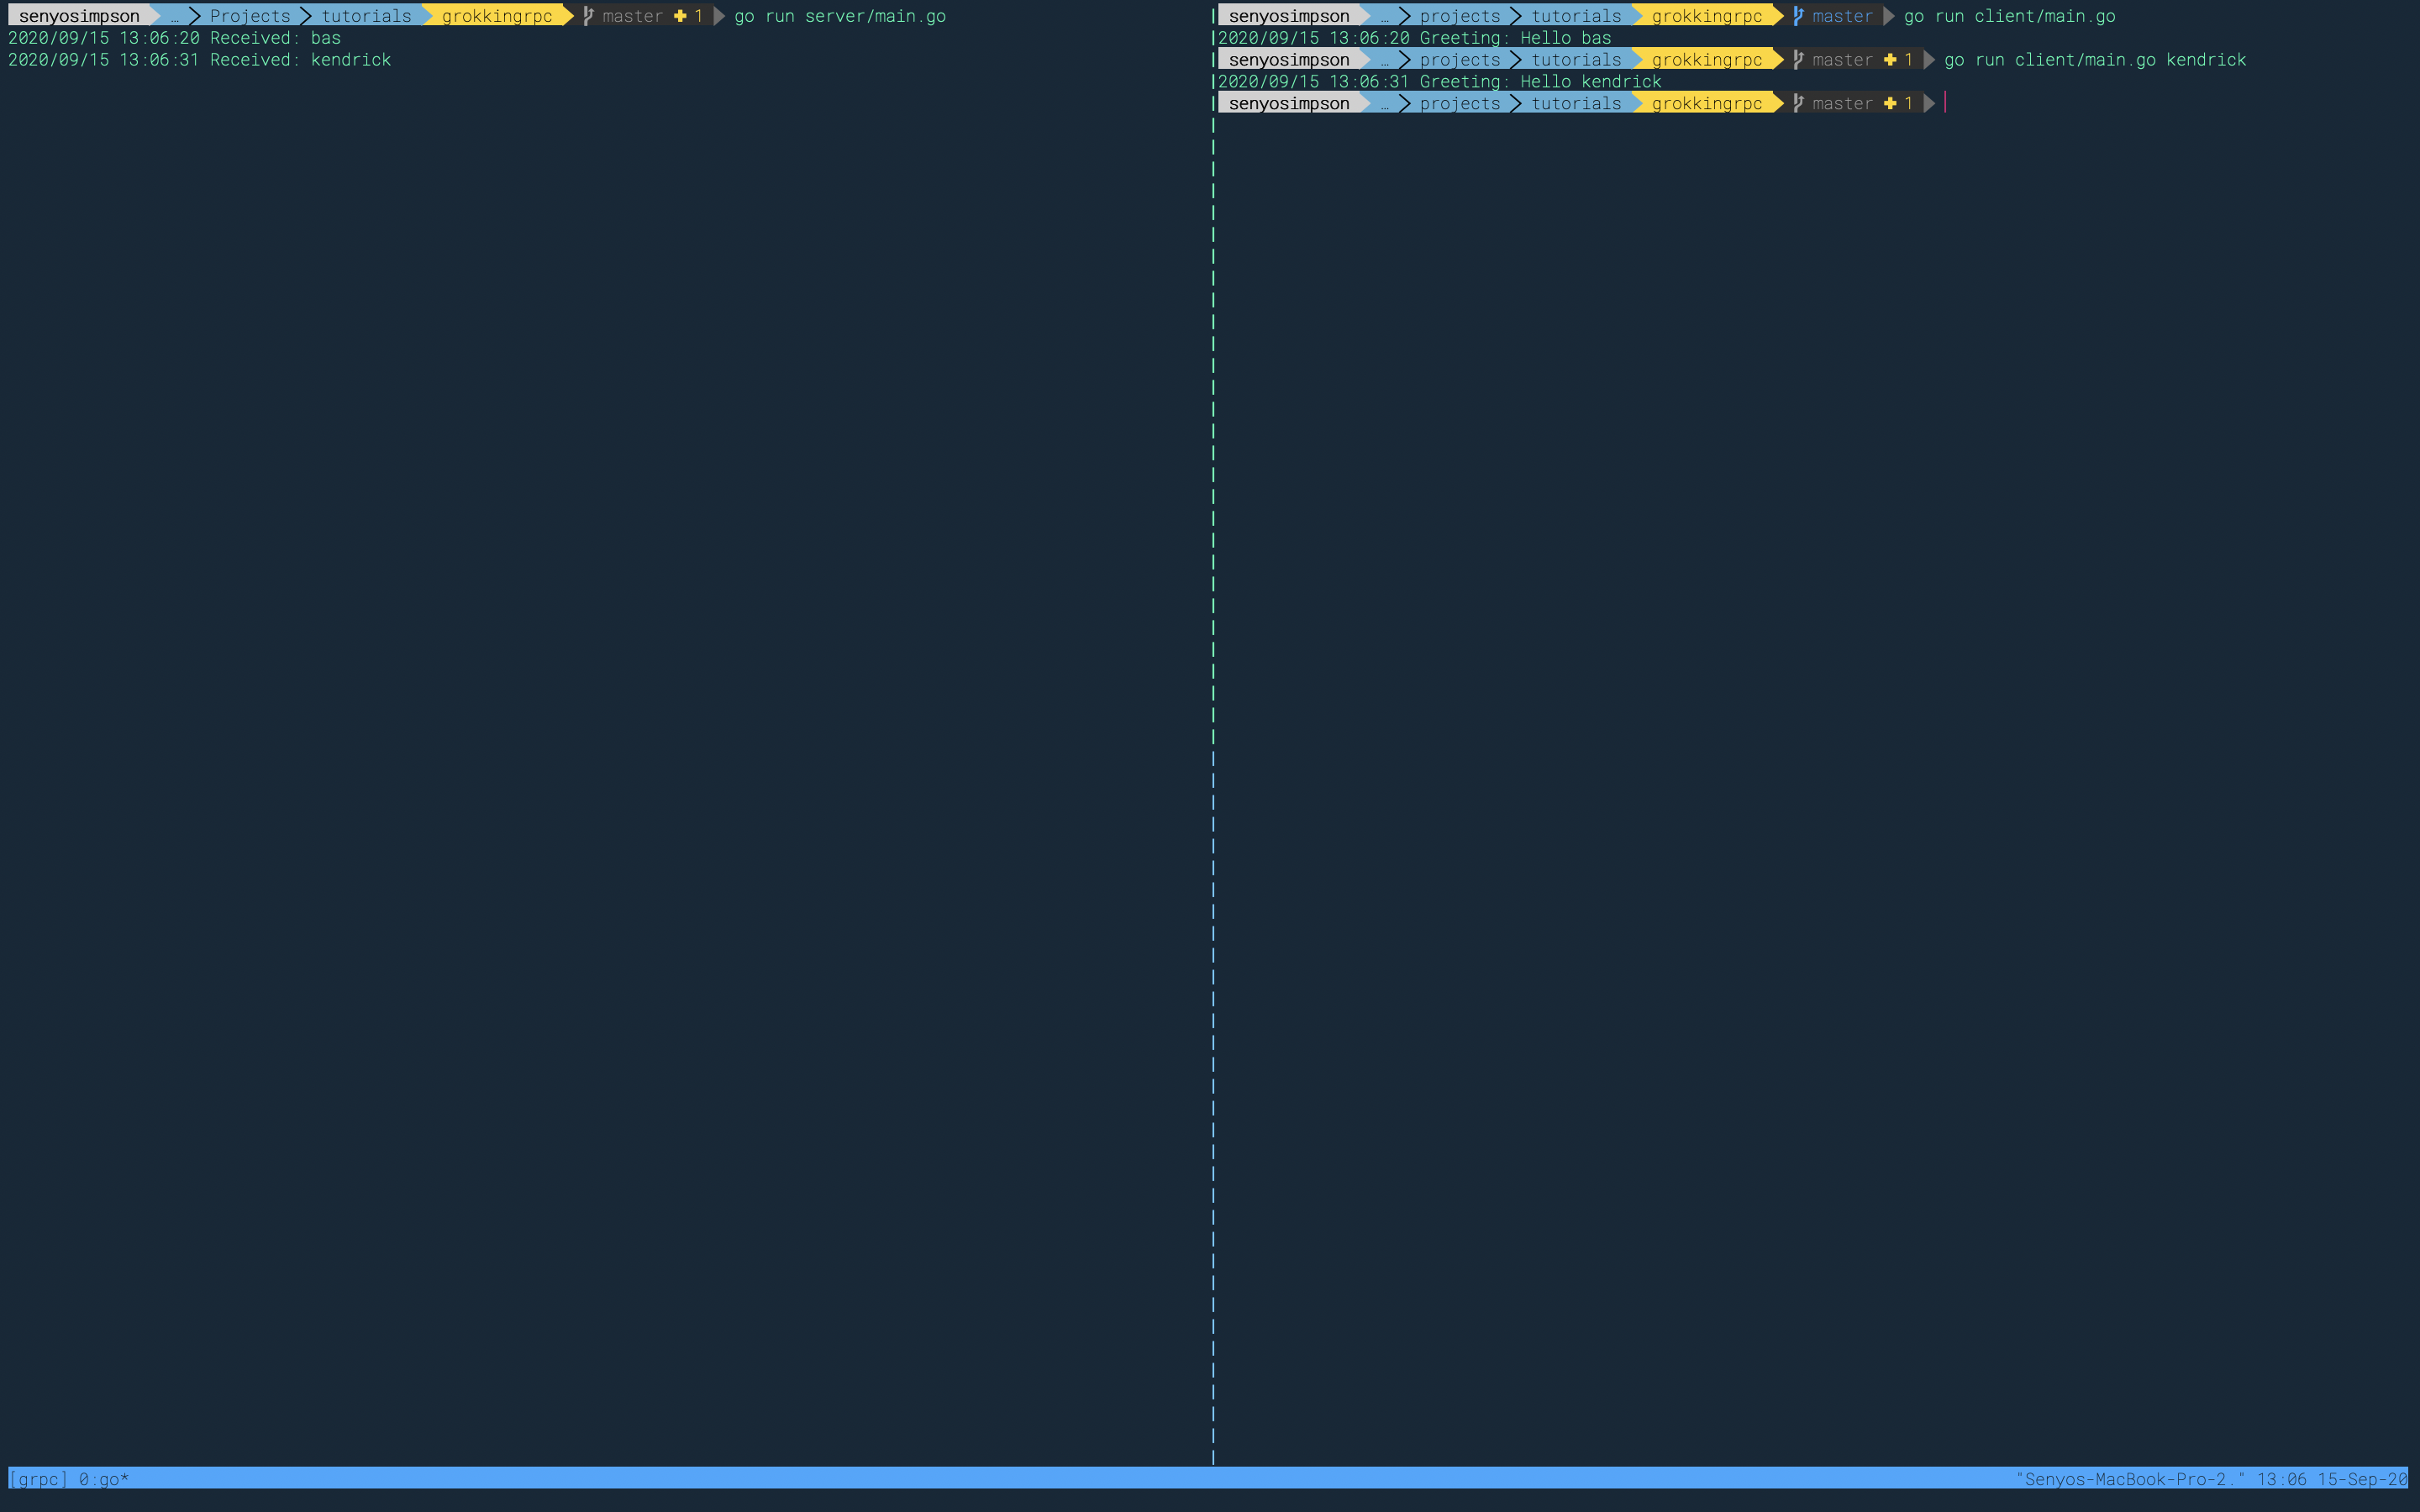 senyosimpson … Projects tutorials grokkingrpc master + 1 go run server/main.go
2020/09/15 13:06:20 Received: bas
2020/09/15 13:06:31 Received: kendrick
senyosimpson … projects tutorials grokkingrpc master go run client/main.go
2020/09/15 13:06:20 Greeting: Hello bas
senyosimpson … projects tutorials grokkingrpc master + 1 go run client/main.go kendrick
2020/09/15 13:06:31 Greeting: Hello kendrick
senyosimpson … projects tutorials grokkingrpc master + 1
[grpc] 0:go* "Senyos-MacBook-Pro-2." 13:06 15-Sep-20